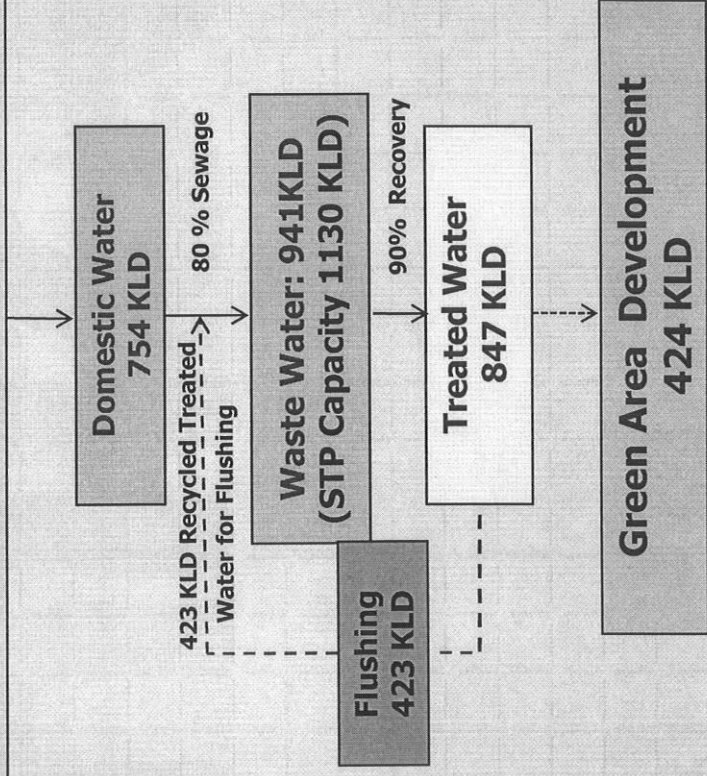 Domestic Water
754 KLD
80 % Sewage
423 KLD Recycled Treated
Water for Flushing
Waste Water: 941KLD
(STP Capacity 1130 KLD)
90% Recovery
Flushing
423 KLD
Treated Water
847 KLD
Green Area Development
424 KLD